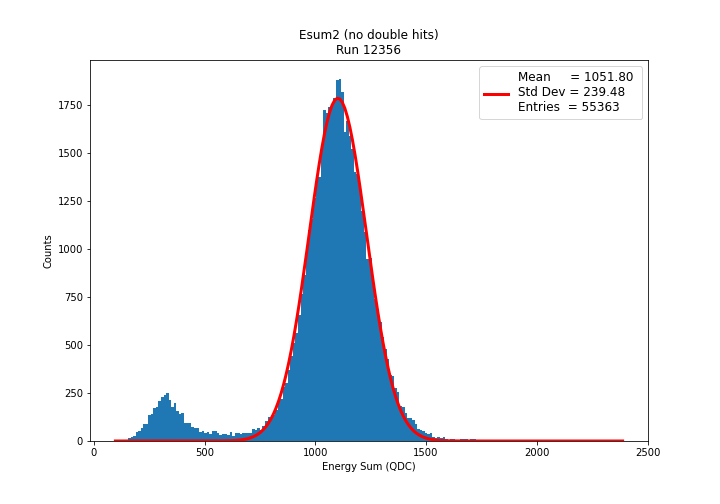 Esum2 (no double hits)
Run 12356
Mean = 1051.80
Std Dev = 239.48
Entries = 55363
Counts
1750
1500
1250
1000
750
500
250
0
0 500 1000 1500 2000 2500
Energy Sum (QDC)